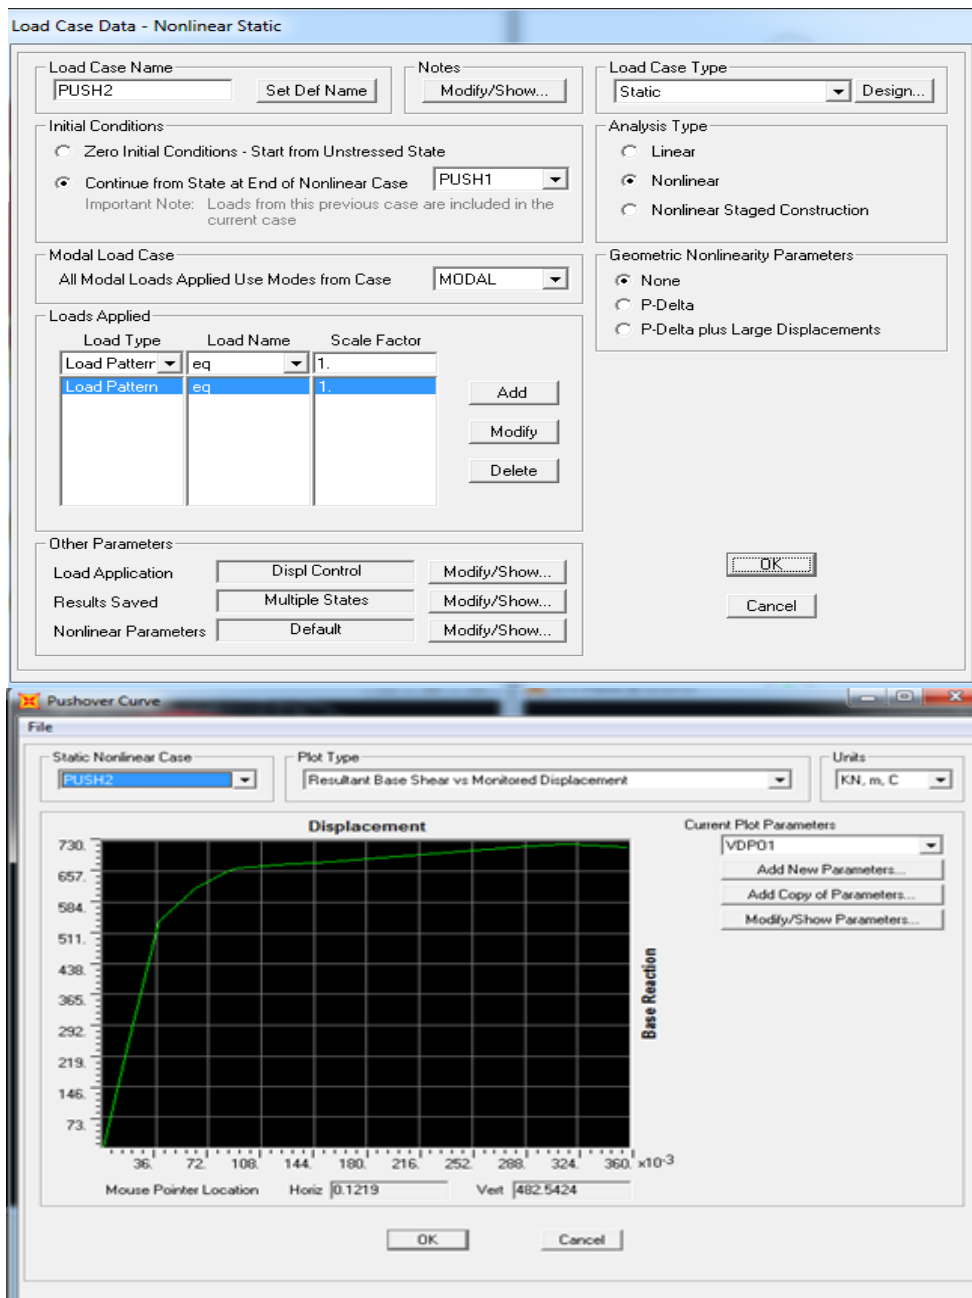 Load Case Data - Nonlinear Static
Load Case Name
Notes
Load Case Type
PUSH2
Set Def Name
Modify/Show...
Static
Design...
Initial Conditions
Zero Initial Conditions - Start from Unstressed State
Continue from State at End of Nonlinear Case
PUSH1
Important Note: Loads from this previous case are included in the
current case
Analysis Type
Linear
Nonlinear
Nonlinear Staged Construction
Modal Load Case
All Modal Loads Applied Use Modes from Case
MODAL
Geometric Nonlinearity Parameters
None
P-Delta
P-Delta plus Large Displacements
Loads Applied
Load Type Load Name Scale Factor
Load Pattern eq 1.
Load Pattern eq 1.
Add
Modify
Delete
Other Parameters
Load Application Displ Control Modify/Show...
Results Saved Multiple States Modify/Show...
Nonlinear Parameters Default Modify/Show...
OK
Cancel
Pushover Curve
File
Static Nonlinear Case
PUSH2
Plot Type
Resultant Base Shear vs Monitored Displacement
Units
KN, m, C
Displacement
730.
657.
584.
511.
438.
365.
292.
219.
146.
73.
36. 72. 108. 144. 180. 216. 252. 288. 324. 360. x10-3
Base Reaction
Current Plot Parameters
VDPO1
Add New Parameters...
Add Copy of Parameters...
Modify/Show Parameters...
Mouse Pointer Location Horiz 0.1219 Vert 482.5424
OK
Cancel